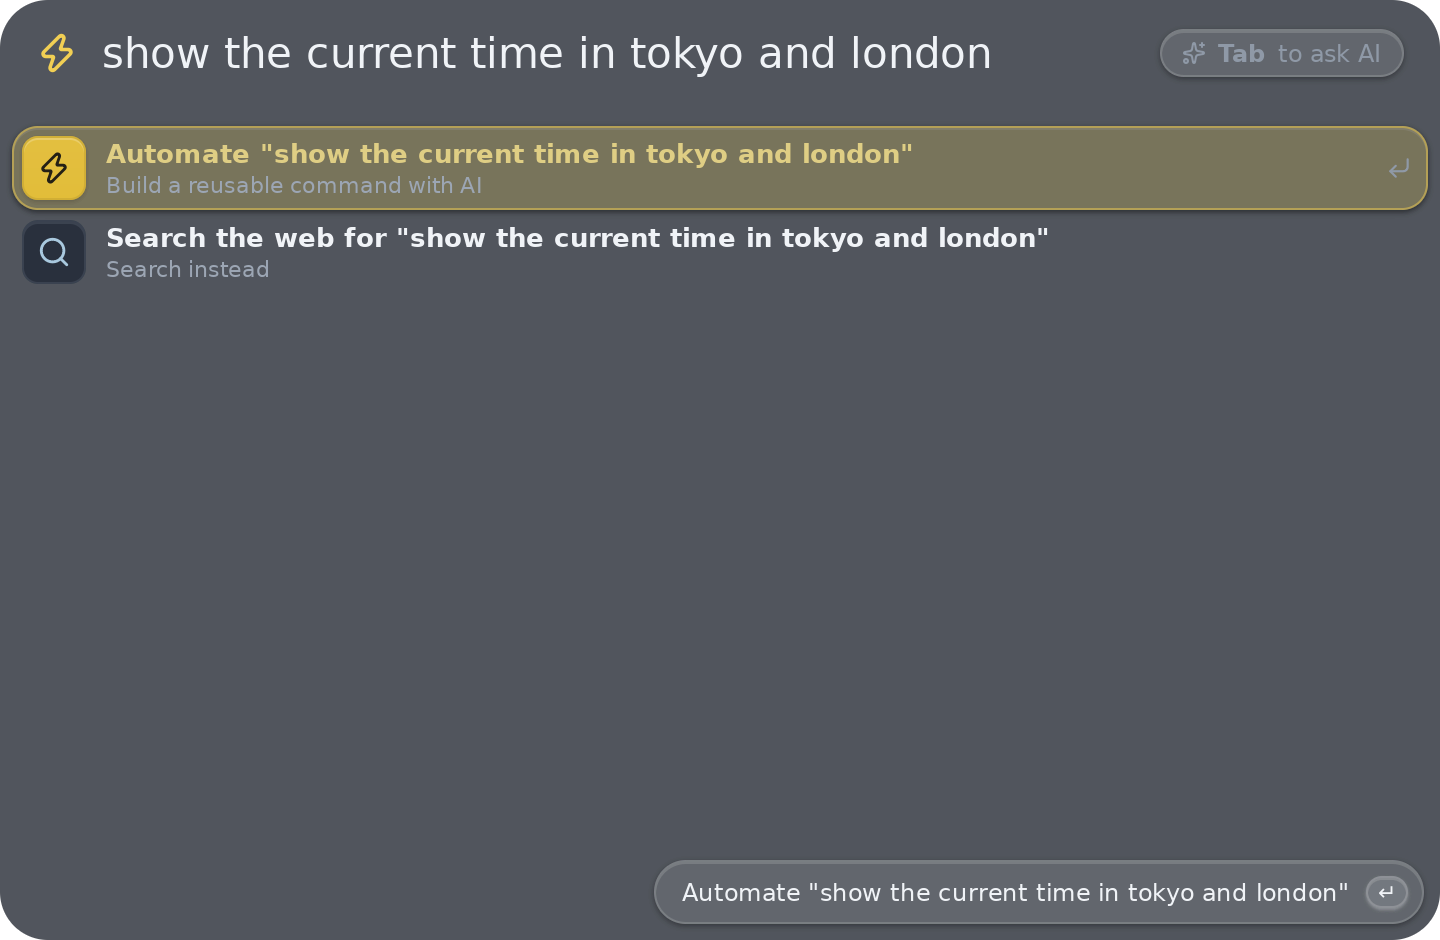 show the current time in tokyo and london
Tab to ask AI
Automate "show the current time in tokyo and london"
Build a reusable command with AI
Search the web for "show the current time in tokyo and london"
Search instead
Automate "show the current time in tokyo and london"